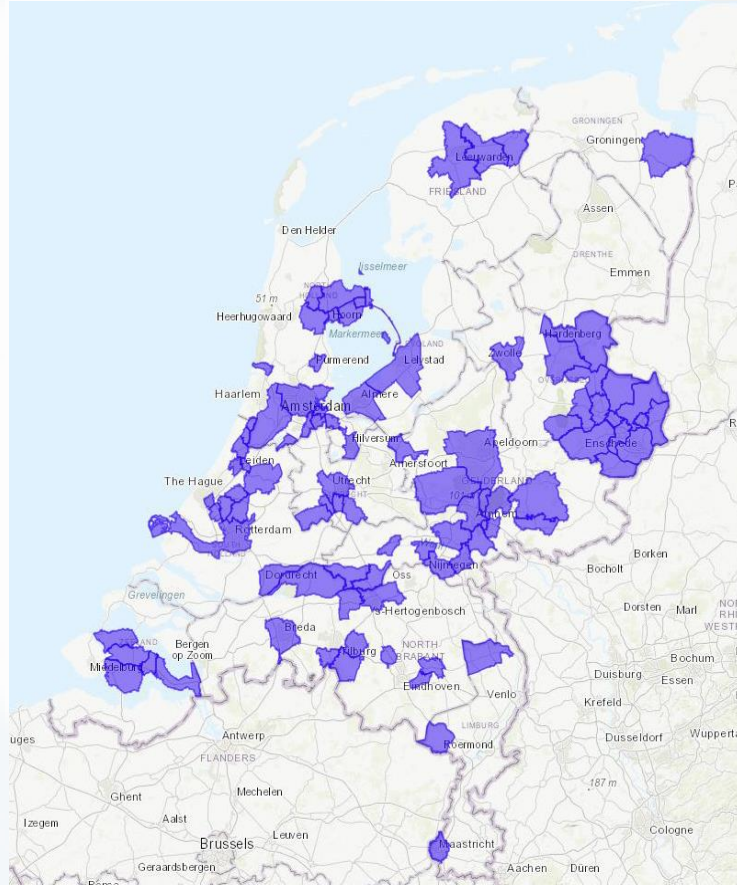 GRONINGEN
Groningen
Leeuwarden
FRIESLAND
Assen
Den Helder
DRENTHE
Ijsselmeer
Emmen
51 m
Heerhugowaard
Hoorn
Markermeer
Hardenberg
Purmerend
Lelystad
Zwolle
Haarlem
Almere
Amsterdam
Hilversum
Apeldoorn
Enschede
Amersfoort
Leiden
The Hague
Utrecht
GELDERLAND
Rotterdam
Borken
Bocholt
Nijmegen
Dordrecht
Oss
Grevelingen
's-Hertogenbosch
Dorsten
Marl
Breda
ZEELAND
Bergen
op Zoom
Tilburg
NORTH
BRABANT
Middelburg
Bochum
Essen
Duisburg
Eindhoven
Venlo
Krefeld
LIMBURG
Antwerp
Roermond
Dusseldorf
FLANDERS
187 m
Mechelen
Ghent
Izegem
Aalst
Leuven
Cologne
Brussels
Maastricht
Geraardsbergen
Aachen
Düren